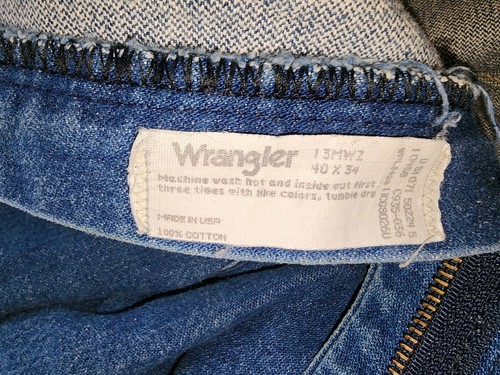 Wrangler 13MWZ
40 X 34
Machine wash hot and inside out first
three times with like colors, tumble dry
MADE IN USA
100% COTTON